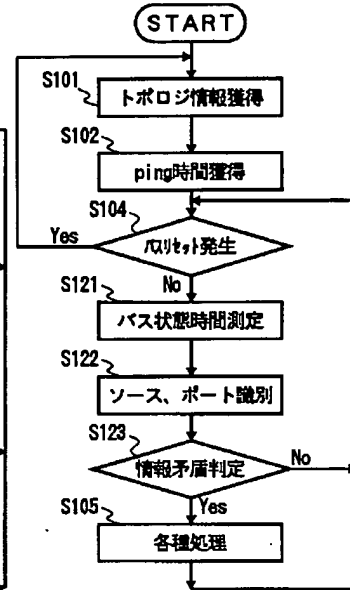 START
S101
トポロジ情報獲得
S102
ping時間獲得
S104
バスリセット発生
Yes
No
S121
バス状態時間測定
S122
ソース、ポート識別
S123
情報矛盾判定
No
Yes
S105
各種処理